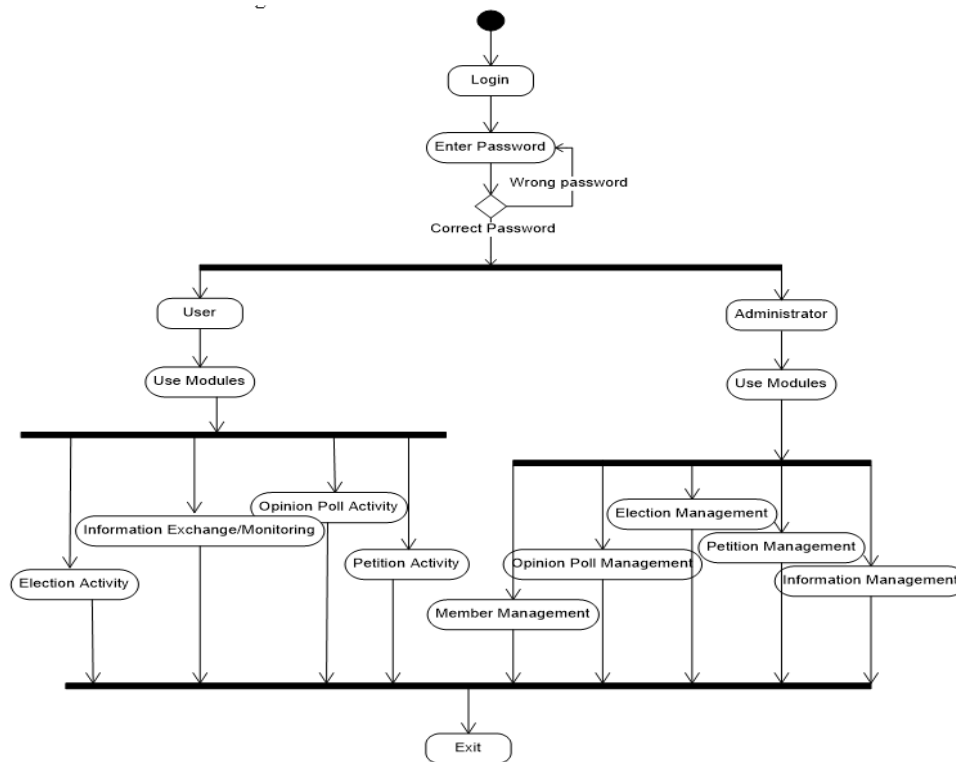 Login
Enter Password
Wrong password
Correct Password
User
Administrator
Use Modules
Use Modules
Opinion Poll Activity
Election Management
Information Exchange/Monitoring
Petition Management
Petition Activity
Opinion Poll Management
Election Activity
Information Management
Member Management
Exit